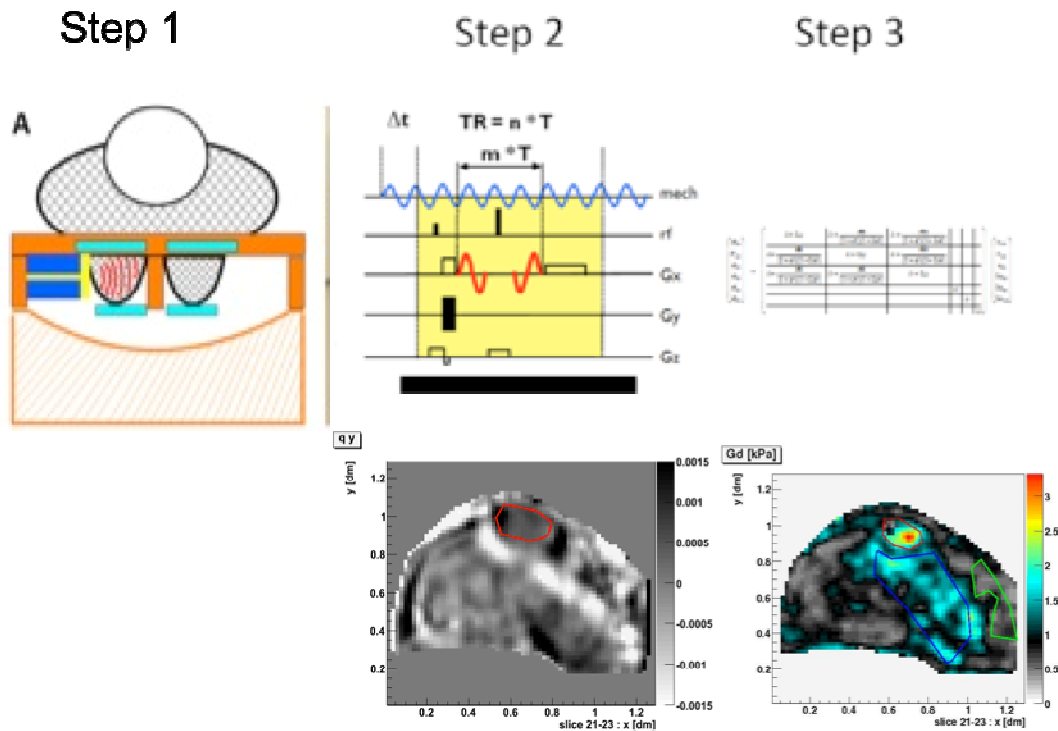 Step 1
Step 2
Step 3
A
Δt
TR = n * T
m * T
mech
rf
Gx
Gy
Gz
q y
y [dm]
1.2
1
0.8
0.6
0.4
0.2
0.2 0.4 0.6 0.8 1 1.2
slice 21-23 : x [dm]
0.0015
0.001
0.0005
0
-0.0005
-0.001
-0.0015
Gd [kPa]
y [dm]
1.2
1
0.8
0.6
0.4
0.2
0.2 0.4 0.6 0.8 1 1.2
slice 21-23 : x [dm]
3
2.5
2
1.5
1
0.5
0